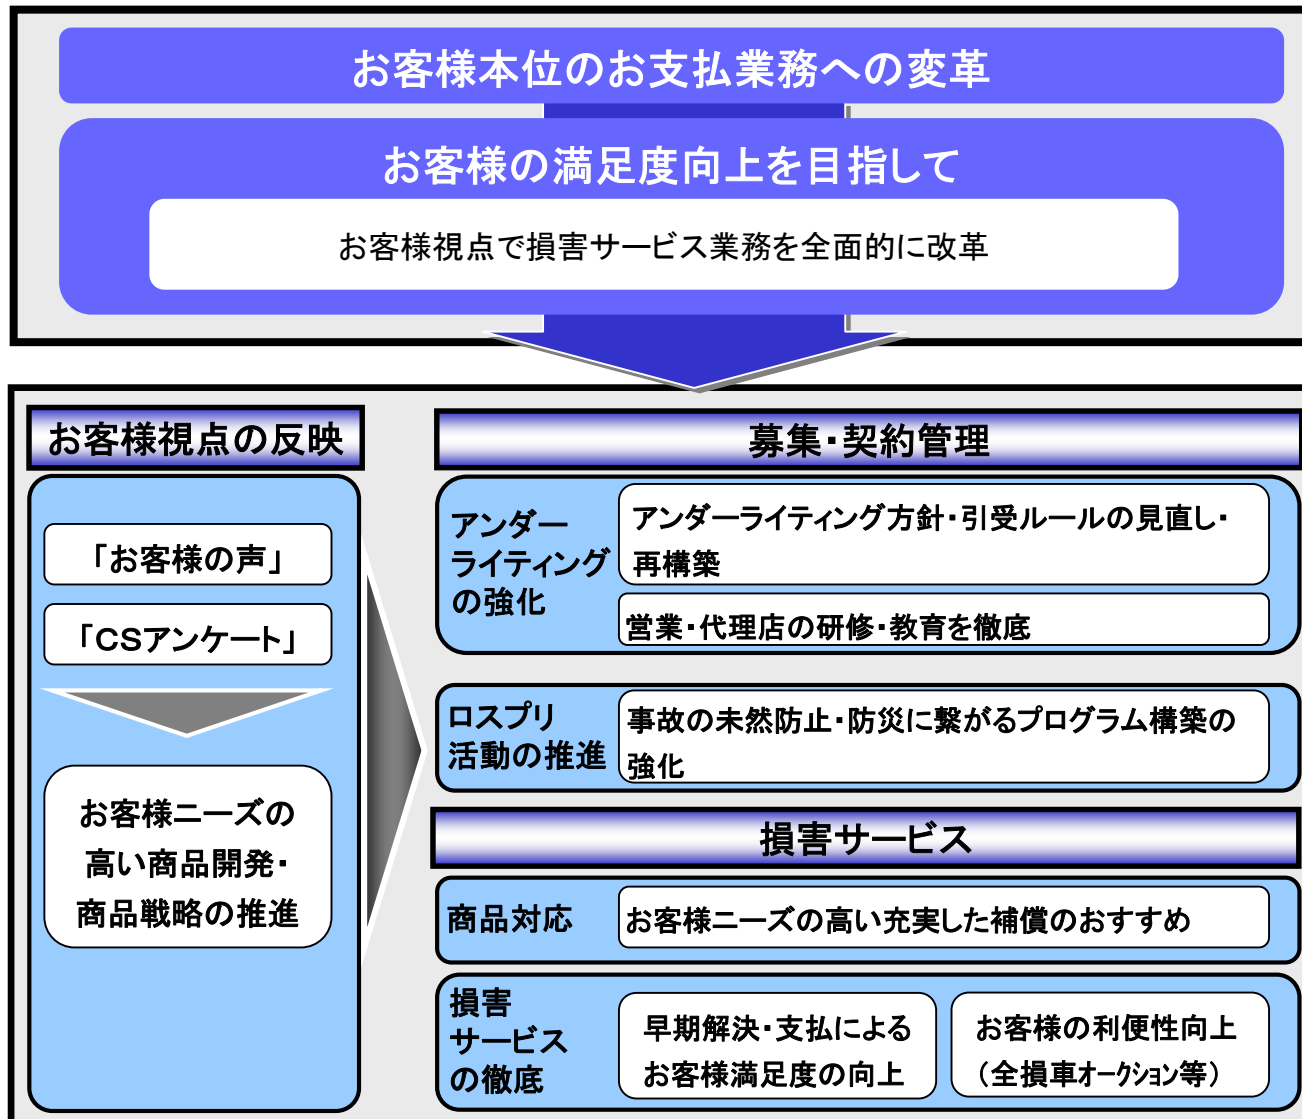 お客様本位のお支払業務への変革
お客様の満足度向上を目指して
お客様視点で損害サービス業務を全面的に改革
お客様視点の反映
「お客様の声」
「CSアンケート」
お客様ニーズの
高い商品開発・
商品戦略の推進
募集・契約管理
アンダー
ライティング
の強化
アンダーライティング方針・引受ルールの見直し・
再構築
営業・代理店の研修・教育を徹底
ロスプリ
活動の推進
事故の未然防止・防災に繋がるプログラム構築の
強化
損害サービス
商品対応
お客様ニーズの高い充実した補償のおすすめ
損害
サービス
の徹底
早期解決・支払による
お客様満足度の向上
お客様の利便性向上
（全損車ｵｰｸｼｮﾝ等）